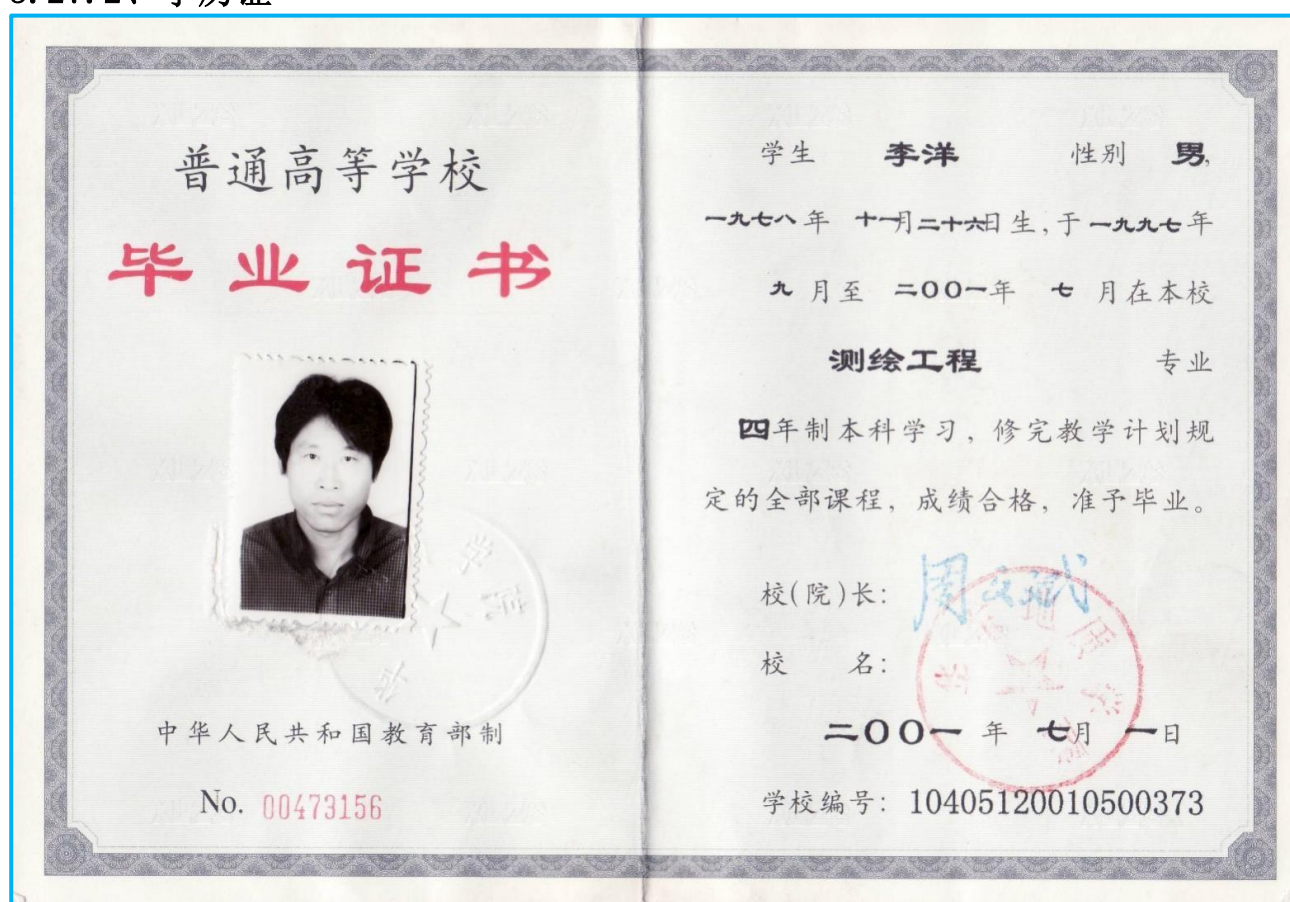 普通高等学校
毕业证书
中华人民共和国教育部制
No. 00473156
学生 李洋 性别 男,
一九七八年 十一月二十六日生,于一九九七年
九月至 二〇〇一年 七月在本校
测绘工程 专业
四年制本科学习，修完教学计划规
定的全部课程，成绩合格，准予毕业。
校(院)长:
校 名:
二〇〇一年 七月 一日
学校编号: 10405120010500373